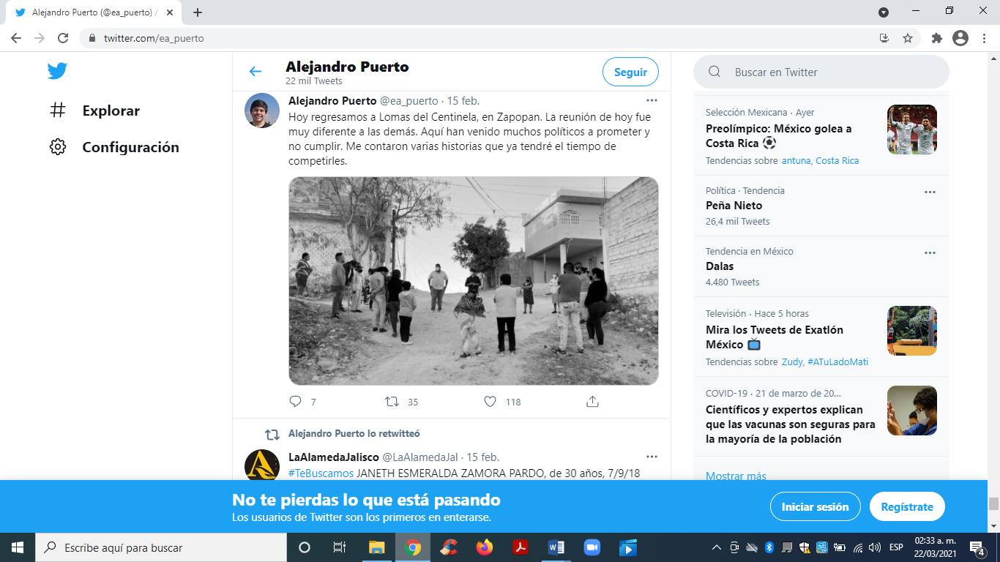 Alejandro Puerto (@ea_puerto) /
twitter.com/ea_puerto
Explorar
Configuración
Alejandro Puerto
22 mil Tweets
Seguir
Alejandro Puerto @ea_puerto · 15 feb.
Hoy regresamos a Lomas del Centinela, en Zapopan. La reunión de hoy fue
muy diferente a las demás. Aquí han venido muchos políticos a prometer y
no cumplir. Me contaron varias historias que ya tendré el tiempo de
competirles.
7
35
118
Alejandro Puerto lo retwitteó
LaAlamedaJalisco @LaAlamedaJal · 15 feb.
#TeBuscamos JANETH ESMERALDA ZAMORA PARDO, de 30 años, 7/9/18
Buscar en Twitter
Selección Mexicana · Ayer
Preolímpico: México golea a
Costa Rica
Tendencias sobre antuna, Costa Rica
Política · Tendencia
Peña Nieto
26,4 mil Tweets
Tendencia en México
Dalas
4.480 Tweets
Televisión · Hace 5 horas
Mira los Tweets de Exatlón
México
Tendencias sobre Zudy, #ATuLadoMati
COVID-19 · 21 de marzo de 20...
Científicos y expertos explican
que las vacunas son seguras para
la mayoría de la población
Mostrar más
No te pierdas lo que está pasando
Los usuarios de Twitter son los primeros en enterarse.
Iniciar sesión
Regístrate
Escribe aquí para buscar
ESP
02:33 a. m.
22/03/2021
4